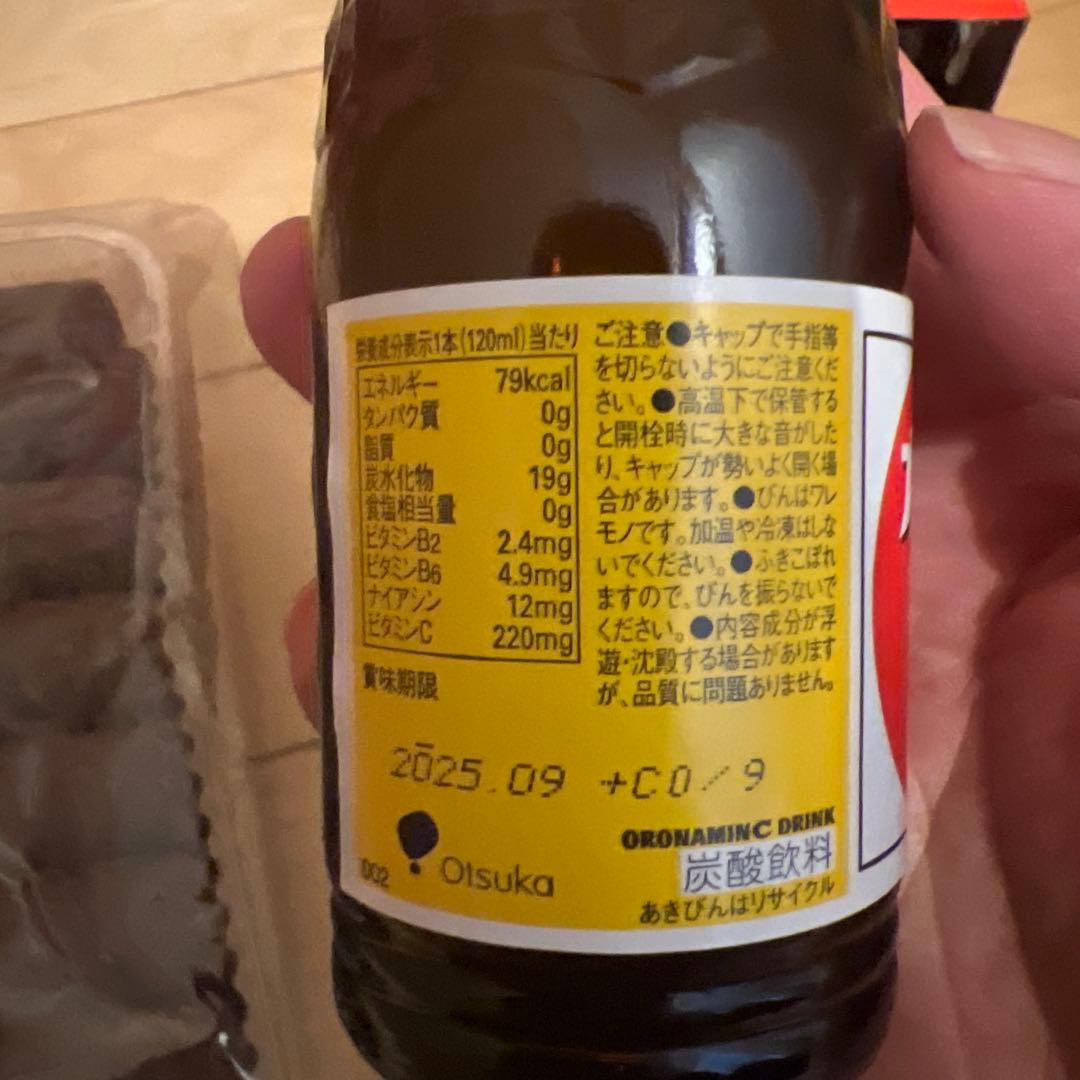 栄養成分表示1本(120ml)当たり
エネルギー 79kcal
タンパク質 0g
脂質 0g
炭水化物 19g
食塩相当量 0g
ビタミンB2 2.4mg
ビタミンB6 4.9mg
ナイアシン 12mg
ビタミンC 220mg
賞味期限
2025.09 +CO/9
002
Otsuka
ご注意●キャップで手指等
を切らないようにご注意くだ
さい。●高温下で保管する
と開栓時に大きな音がした
り、キャップが勢いよく開く場
合があります。●びんはワレ
モノです。加温や冷凍はしな
いでください。●ふきこぼれ
ますので、びんを振らないで
ください。●内容成分が浮
遊・沈殿する場合があります
が、品質に問題ありません。
ORONAMIN C DRINK
炭酸飲料
あきびんはリサイクル